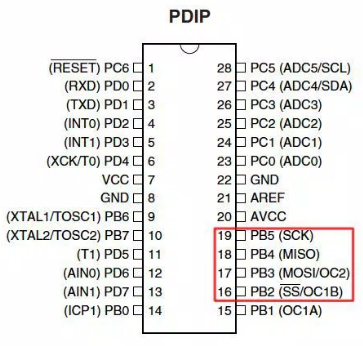 PDIP
(RESET) PC6 1 28 PC5 (ADC5/SCL)
(RXD) PD0 2 27 PC4 (ADC4/SDA)
(TXD) PD1 3 26 PC3 (ADC3)
(INT0) PD2 4 25 PC2 (ADC2)
(INT1) PD3 5 24 PC1 (ADC1)
(XCK/T0) PD4 6 23 PC0 (ADC0)
VCC 7 22 GND
GND 8 21 AREF
(XTAL1/TOSC1) PB6 9 20 AVCC
(XTAL2/TOSC2) PB7 10 19 PB5 (SCK)
(T1) PD5 11 18 PB4 (MISO)
(AIN0) PD6 12 17 PB3 (MOSI/OC2)
(AIN1) PD7 13 16 PB2 (SS/OC1B)
(ICP1) PB0 14 15 PB1 (OC1A)